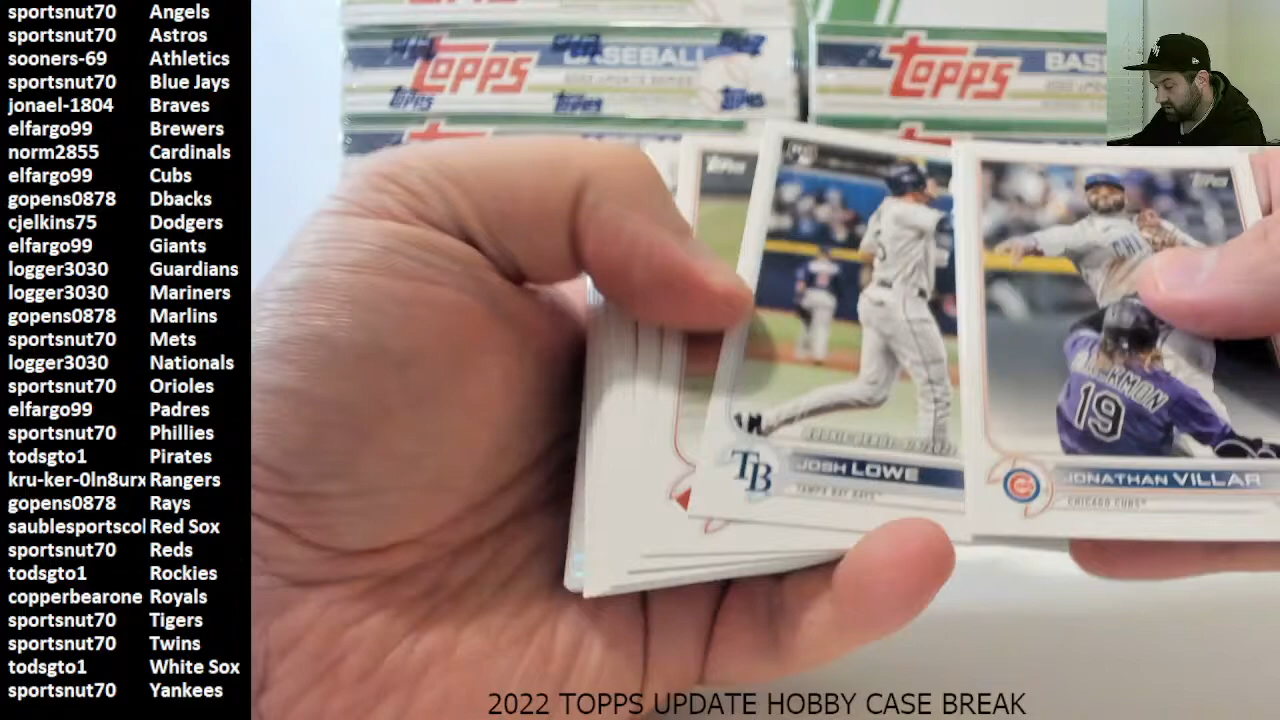 sportsnut70 Angels
sportsnut70 Astros
sooners-69 Athletics
sportsnut70 Blue Jays
jonael-1804 Braves
elfargo99 Brewers
norm2855 Cardinals
elfargo99 Cubs
gopens0878 Dbacks
cjelkins75 Dodgers
elfargo99 Giants
logger3030 Guardians
logger3030 Mariners
gopens0878 Marlins
sportsnut70 Mets
logger3030 Nationals
sportsnut70 Orioles
elfargo99 Padres
sportsnut70 Phillies
todsgto1 Pirates
kru-ker-0ln8urx Rangers
gopens0878 Rays
saublesportscol Red Sox
sportsnut70 Reds
todsgto1 Rockies
copperbearone Royals
sportsnut70 Tigers
sportsnut70 Twins
todsgto1 White Sox
sportsnut70 Yankees
Topps BASEBALL
Topps Topps Topps
Topps BAS
Topps
RC
Topps
CHI
19
TB JOSH LOWE
TAMPA BAY RAYS
JONATHAN VILLAR
CHICAGO CUBS
2022 TOPPS UPDATE HOBBY CASE BREAK